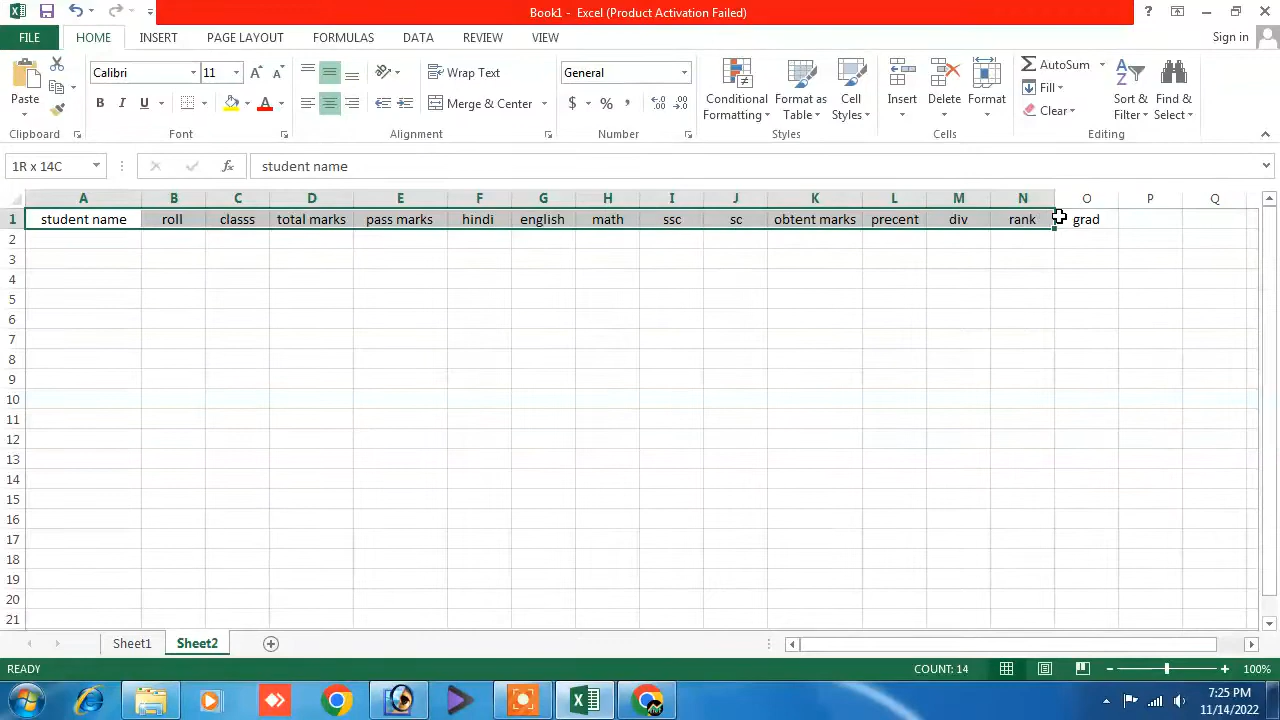 Book1 - Excel (Product Activation Failed)
FILE HOME INSERT PAGE LAYOUT FORMULAS DATA REVIEW VIEW Sign in
Calibri 11 Wrap Text General AutoSum
Paste Conditional Formatting Format as Table Cell Styles Insert Delete Format Fill Sort & Filter Find & Select
B I U Merge & Center $ % , Clear
Clipboard Font Alignment Number Styles Cells Editing
1R x 14C fx student name
A B C D E F G H I J K L M N O P Q
1 student name roll classs total marks pass marks hindi english math ssc sc obtent marks precent div rank grad
2
3
4
5
6
7
8
9
10
11
12
13
14
15
16
17
18
19
20
21
Sheet1 Sheet2
READY COUNT: 14 100%
7:25 PM
11/14/2022